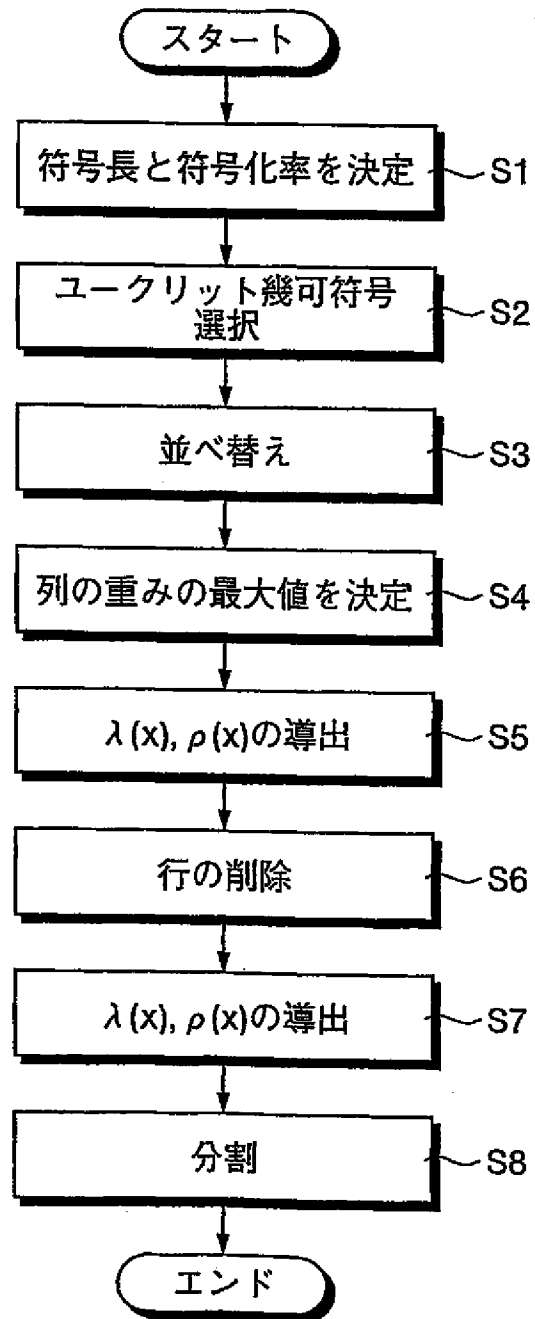 スタート
符号長と符号化率を決定
S1
ユークリット幾可符号
選択
S2
並べ替え
S3
列の重みの最大値を決定
S4
λ(x), ρ(x)の導出
S5
行の削除
S6
λ(x), ρ(x)の導出
S7
分割
S8
エンド